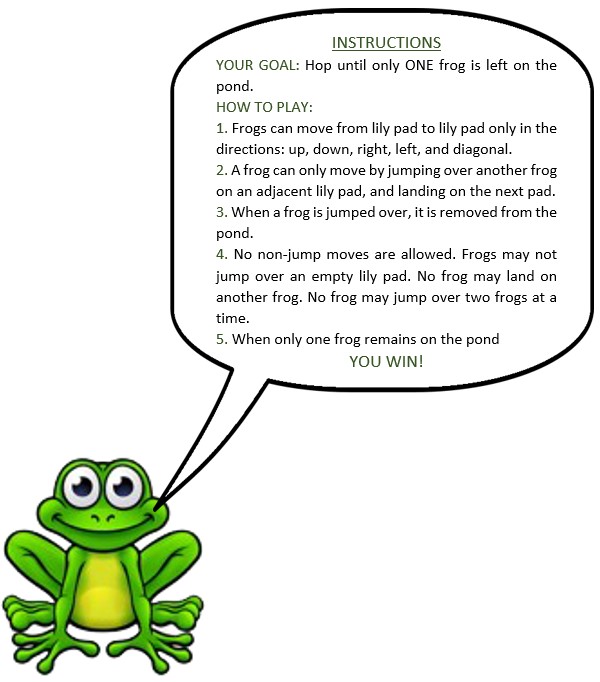 INSTRUCTIONS
YOUR GOAL: Hop until only ONE frog is left on the
pond.
HOW TO PLAY:
1. Frogs can move from lily pad to lily pad only in the
directions: up, down, right, left, and diagonal.
2. A frog can only move by jumping over another frog
on an adjacent lily pad, and landing on the next pad.
3. When a frog is jumped over, it is removed from the
pond.
4. No non-jump moves are allowed. Frogs may not
jump over an empty lily pad. No frog may land on
another frog. No frog may jump over two frogs at a
time.
5. When only one frog remains on the pond
YOU WIN!